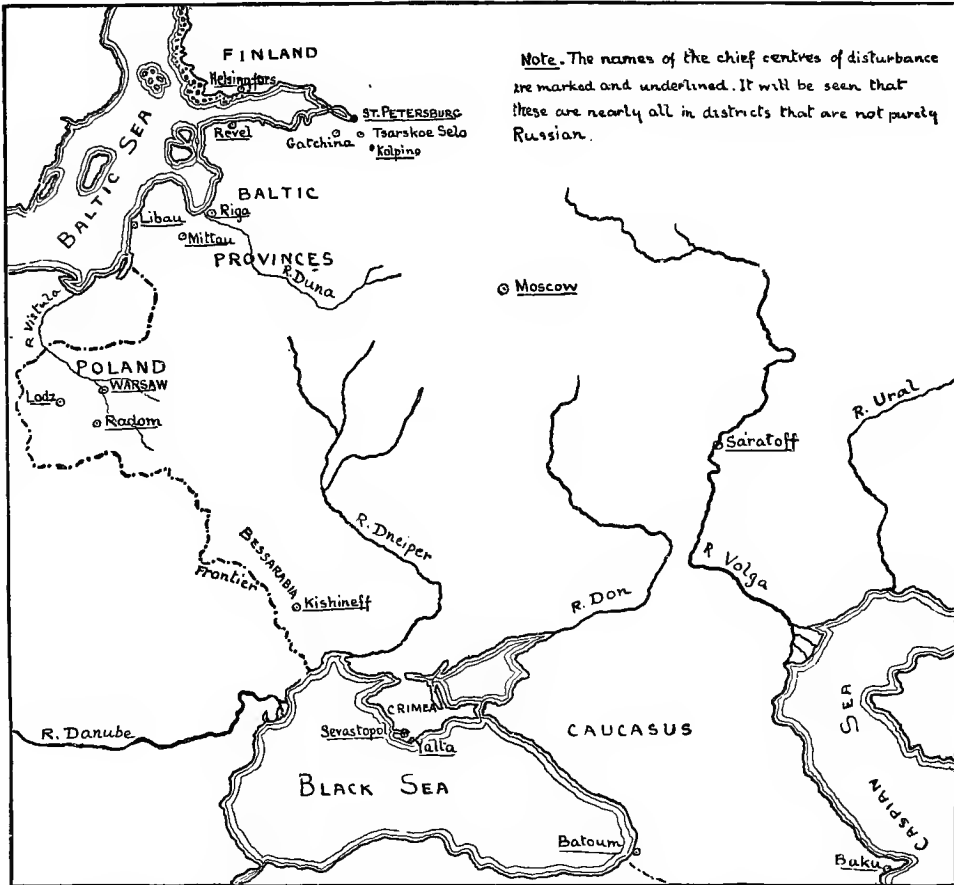 Note. The names of the chief centres of disturbance
are marked and underlined. It will be seen that
these are nearly all in districts that are not purely
Russian.
FINLAND
Helsingfors
ST. PETERSBURG
Revel
Gatchina
Tsarskoe Selo
Kolpino
BALTIC SEA
BALTIC
PROVINCES
Libau
Riga
Mittau
R. Duna
Moscow
R Vistula
POLAND
WARSAW
Lodz
Radom
R. Ural
Saratoff
R. Dneiper
BESSARABIA
Frontier
Kishineff
R. Don
R Volga
CRIMEA
Sevastopol
Yalta
R. Danube
CAUCASUS
BLACK SEA
CASPIAN SEA
Batoum
Baku